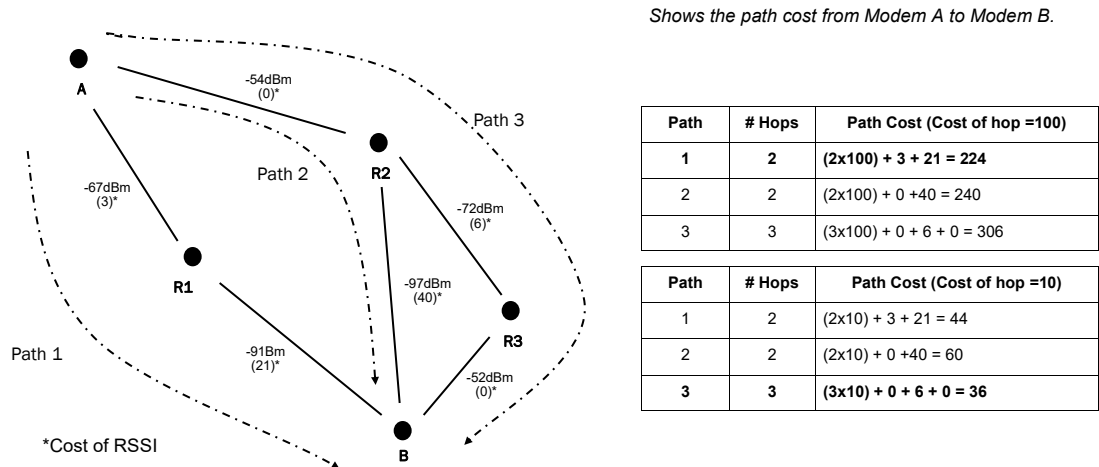 Shows the path cost from Modem A to Modem B.
A
-54dBm
(0)*
Path 3
Path 2
R2
-67dBm
(3)*
-72dBm
(6)*
R1
-97dBm
(40)*
R3
Path 1
-91Bm
(21)*
-52dBm
(0)*
*Cost of RSSI
B
Path # Hops Path Cost (Cost of hop =100)
1 2 (2x100) + 3 + 21 = 224
2 2 (2x100) + 0 +40 = 240
3 3 (3x100) + 0 + 6 + 0 = 306
Path # Hops Path Cost (Cost of hop =10)
1 2 (2x10) + 3 + 21 = 44
2 2 (2x10) + 0 +40 = 60
3 3 (3x10) + 0 + 6 + 0 = 36